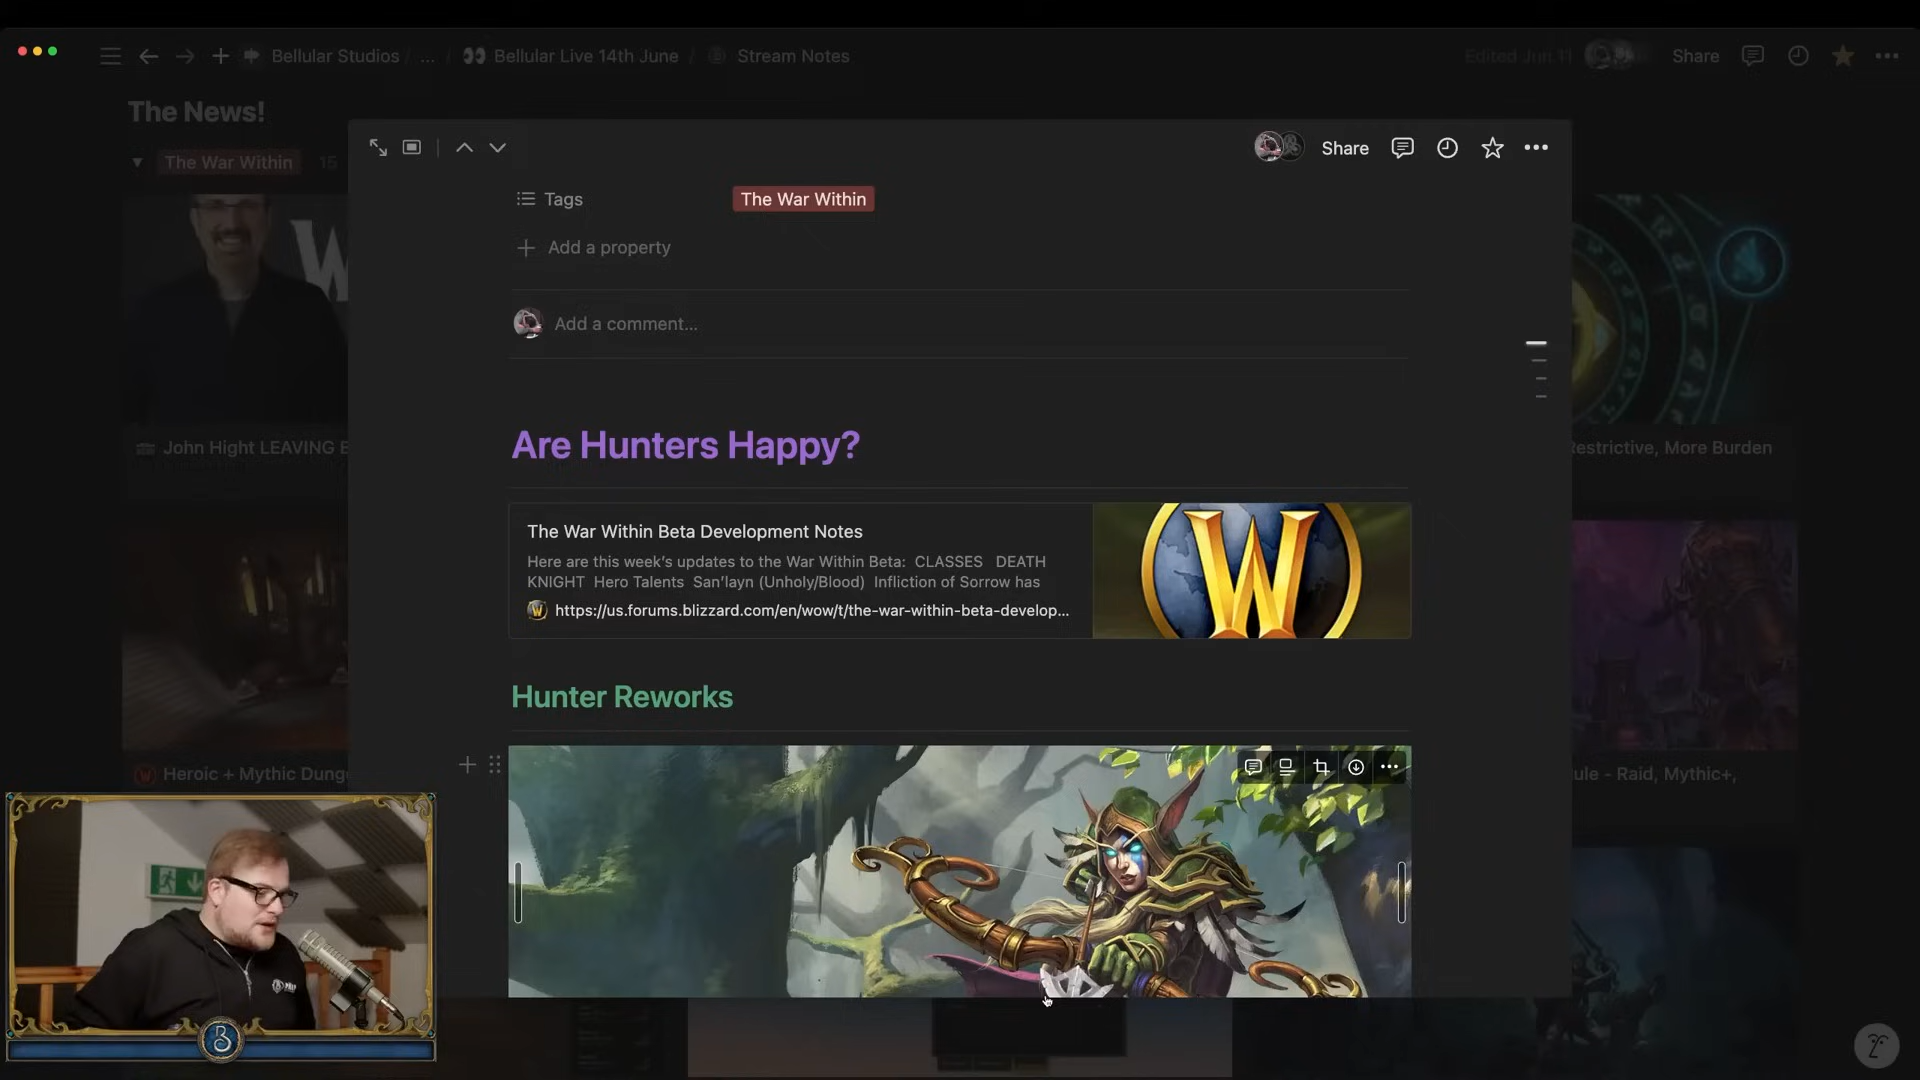 Bellular Studios / ... / Bellular Live 14th June / Stream Notes
Edited Jun 11
Share
The News!
The War Within 15
Share
Tags
The War Within
Add a property
Add a comment...
John Hight LEAVING B
Restrictive, More Burden
Are Hunters Happy?
The War Within Beta Development Notes
Here are this week's updates to the War Within Beta: CLASSES DEATH
KNIGHT Hero Talents San'layn (Unholy/Blood) Infliction of Sorrow has
https://us.forums.blizzard.com/en/wow/t/the-war-within-beta-develop...
W
Hunter Reworks
Heroic + Mythic Dung
ule - Raid, Mythic+,
B